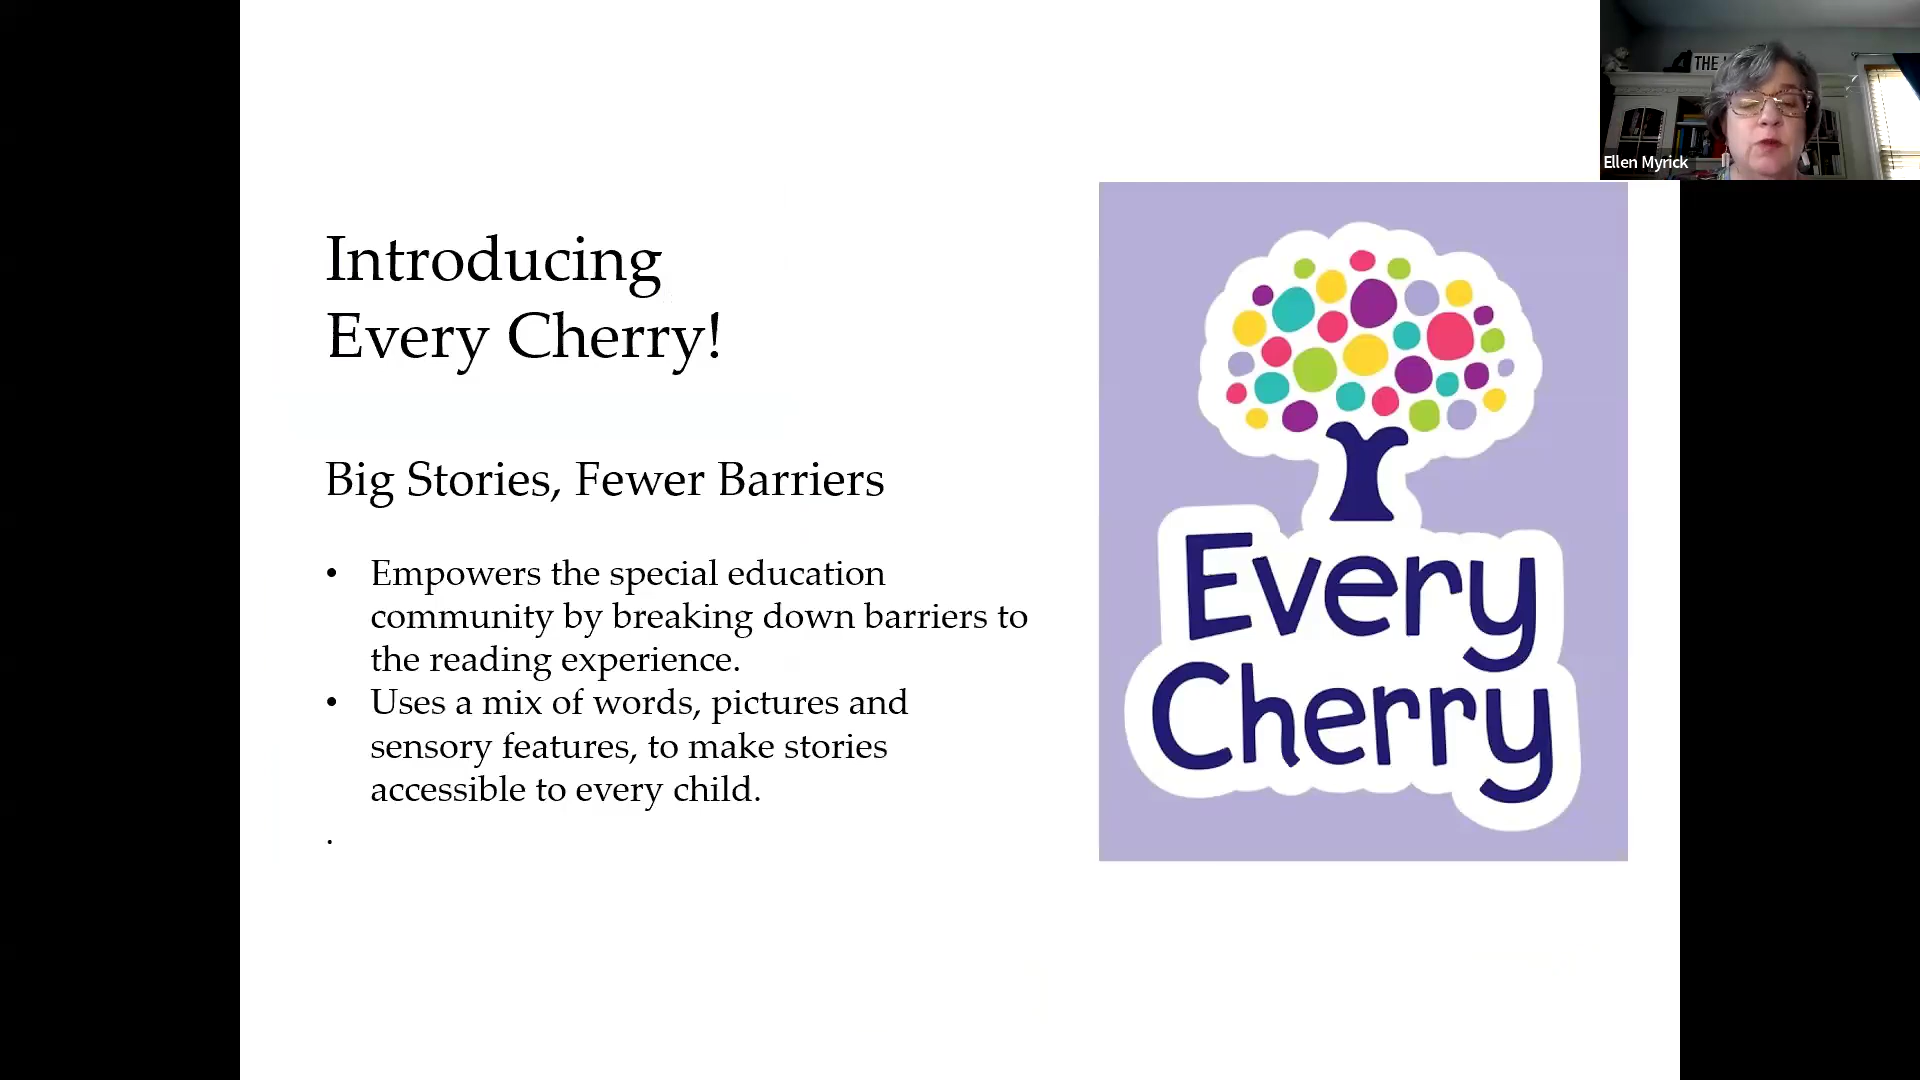 THE
Ellen Myrick
Introducing
Every Cherry!
Big Stories, Fewer Barriers
• Empowers the special education
community by breaking down barriers to
the reading experience.
• Uses a mix of words, pictures and
sensory features, to make stories
accessible to every child.
.
Every
Cherry